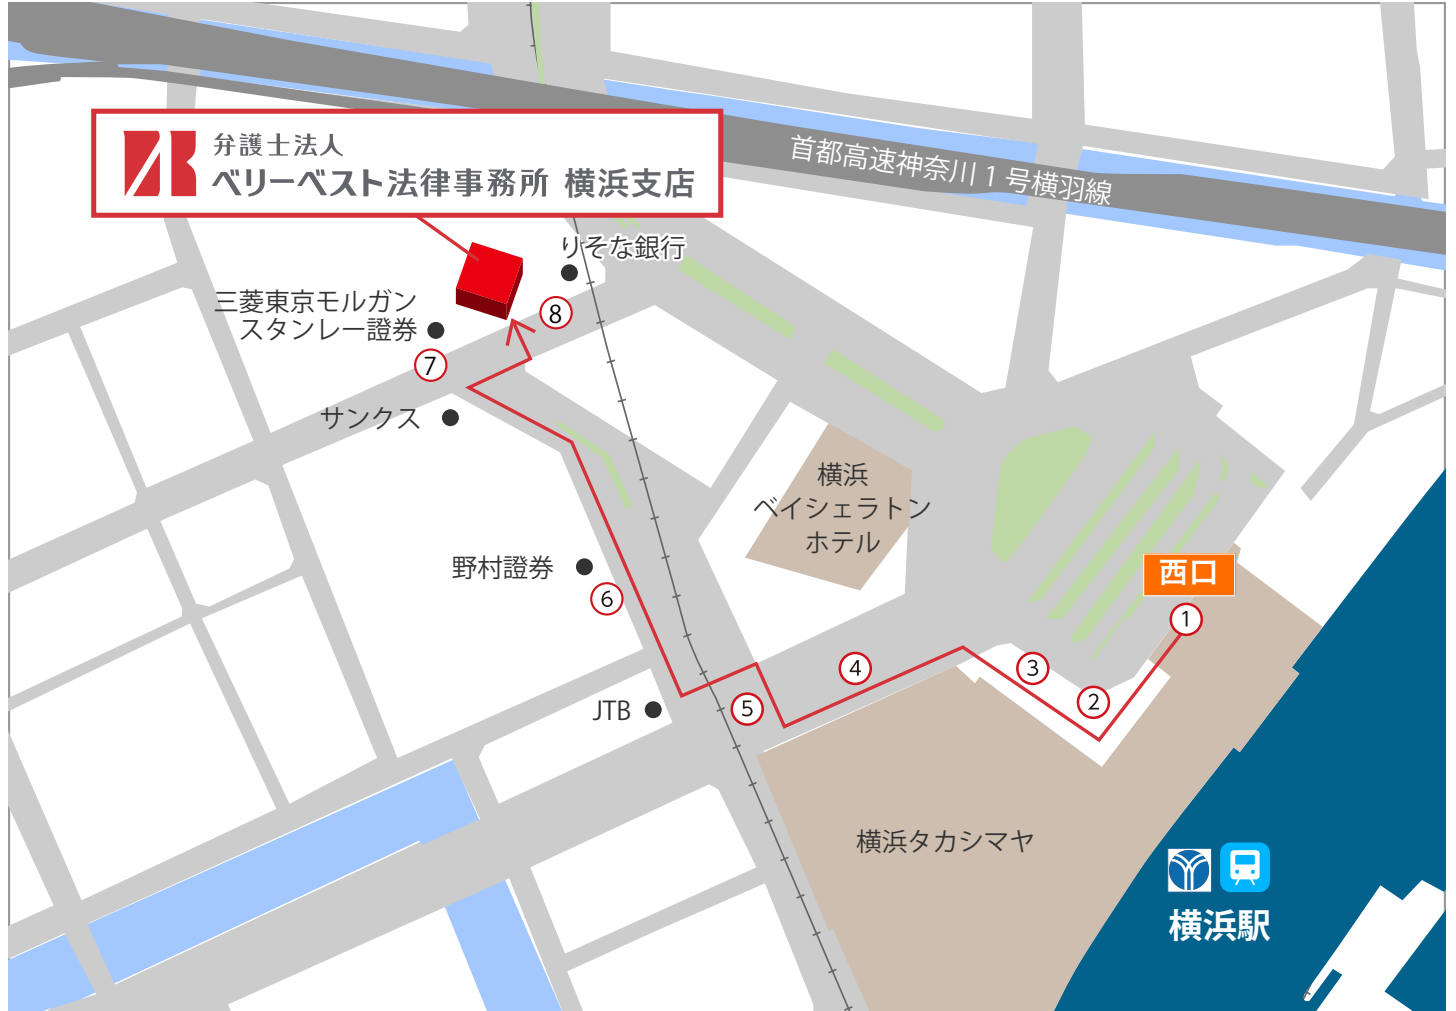 首都高速神奈川1号横羽線
弁護士法人
ベリーベスト法律事務所 横浜支店
りそな銀行
三菱東京モルガン
スタンレー證券
⑧
⑦
サンクス
横浜
ベイシェラトン
ホテル
野村證券
⑥
西口
①
④
③
②
JTB
⑤
横浜タカシマヤ
横浜駅